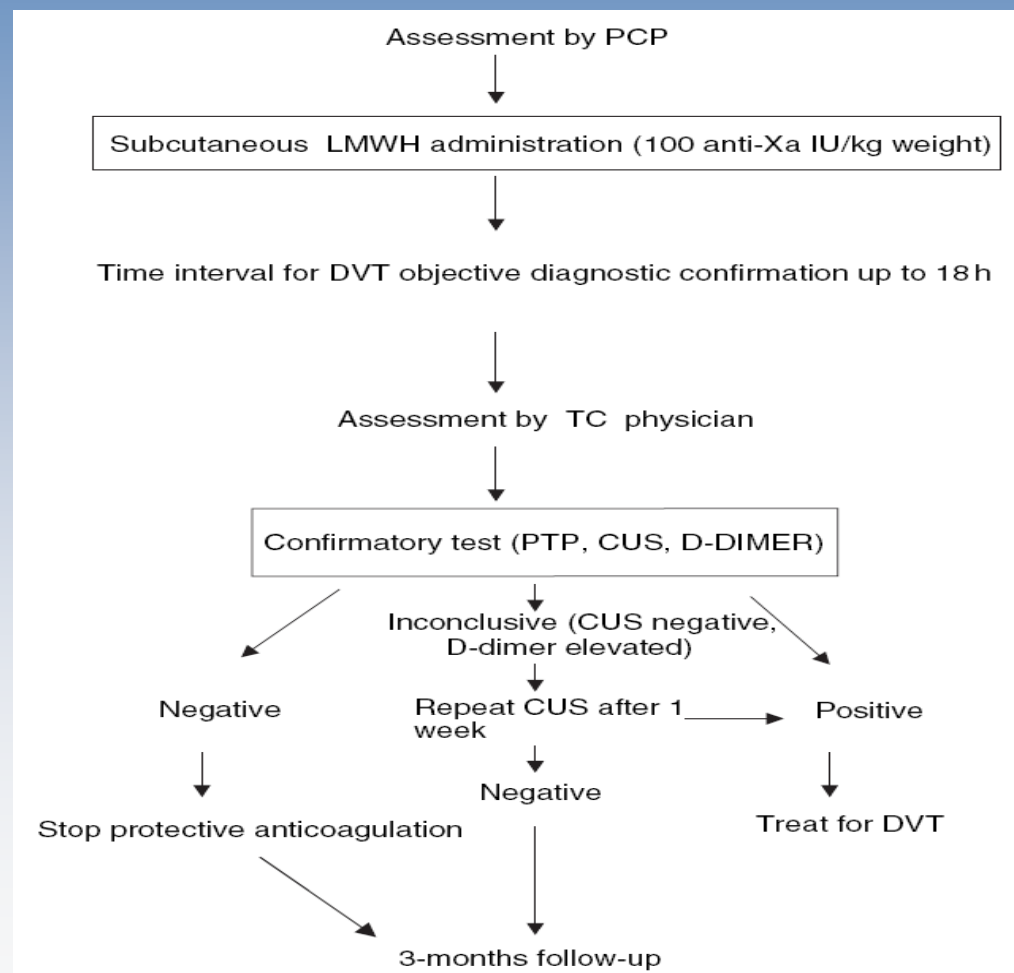 Assessment by PCP
Subcutaneous LMWH administration (100 anti-Xa IU/kg weight)
Time interval for DVT objective diagnostic confirmation up to 18 h
Assessment by TC physician
Confirmatory test (PTP, CUS, D-DIMER)
Inconclusive (CUS negative,
D-dimer elevated)
Negative
Repeat CUS after 1
week
Positive
Negative
Stop protective anticoagulation
Treat for DVT
3-months follow-up